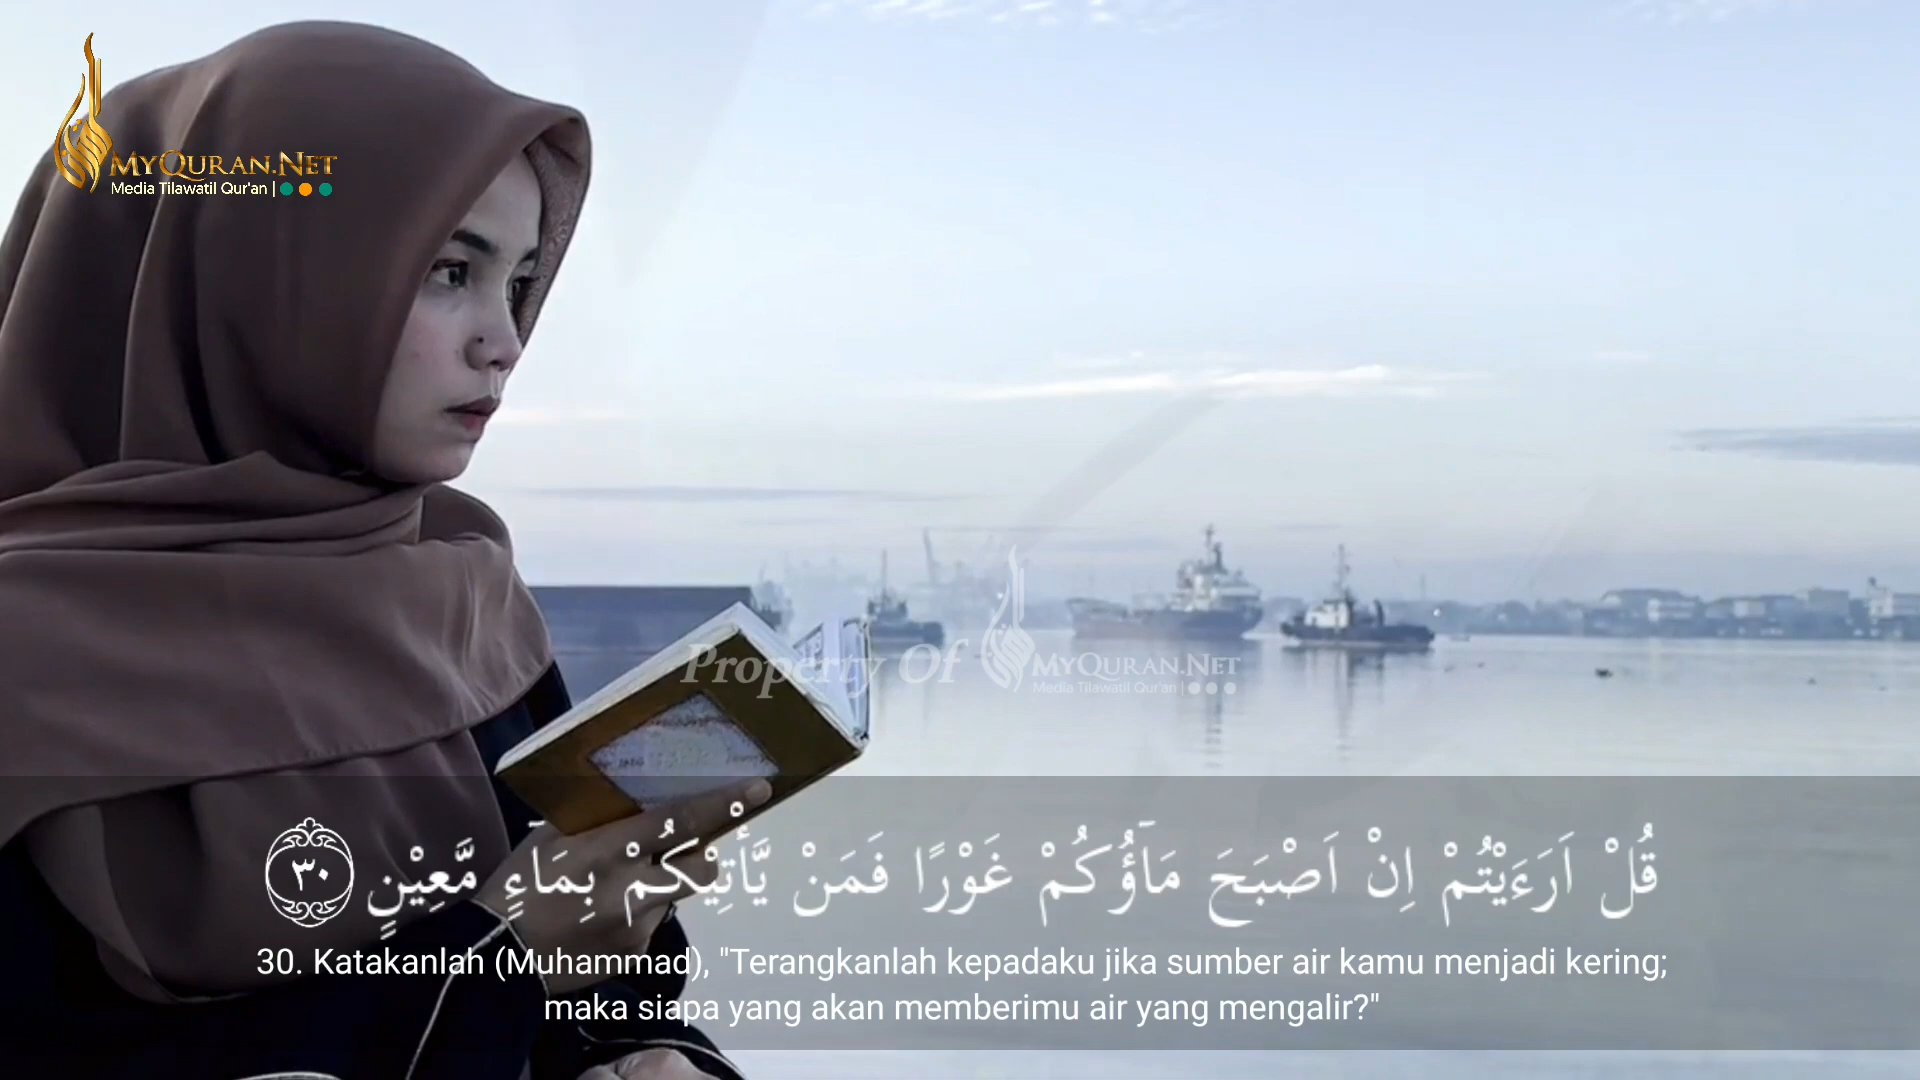 MyQuran.Net
Media Tilawatil Qur'an |
Property Of MyQuran.Net
Media Tilawatil Qur'an |
قُلْ اَرَءَيْتُمْ اِنْ اَصْبَحَ مَاۤؤُكُمْ غَوْرًا فَمَنْ يَّأْتِيْكُمْ بِمَاۤءٍ مَّعِيْنٍ ٣٠
30. Katakanlah (Muhammad), "Terangkanlah kepadaku jika sumber air kamu menjadi kering;
maka siapa yang akan memberimu air yang mengalir?"